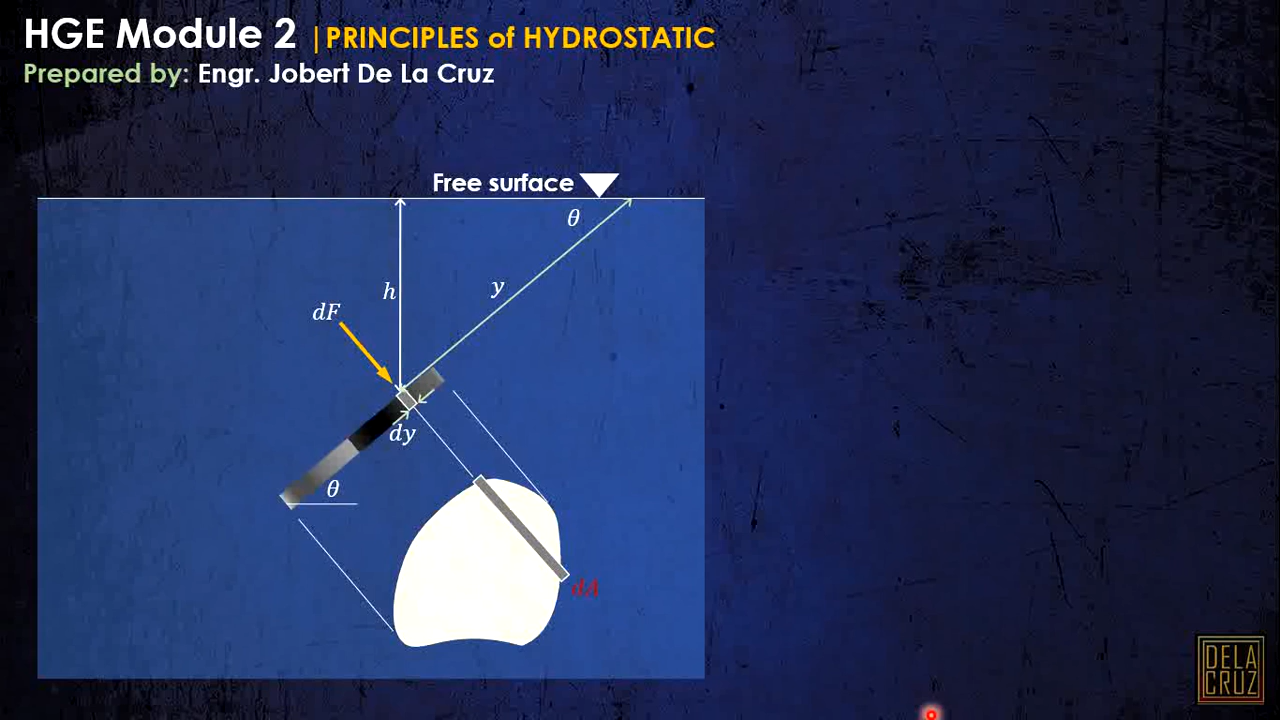 HGE Module 2 | PRINCIPLES of HYDROSTATIC
Prepared by: Engr. Jobert De La Cruz
Free surface
θ
h
y
dF
dy
θ
dA
DELA
CRUZ